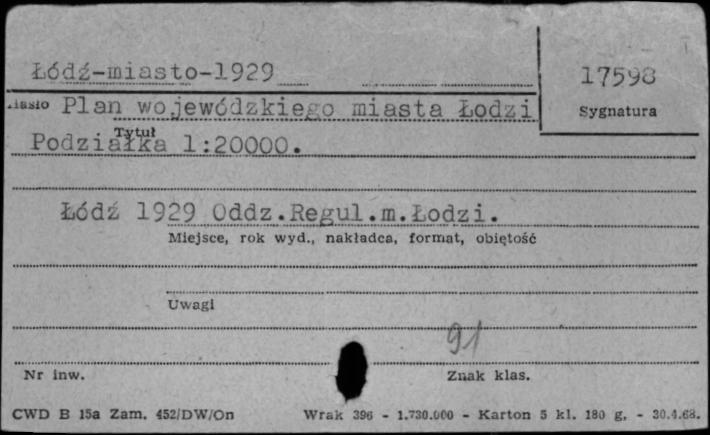 Łódź-miasto-1929
17598
Sygnatura
Plan wojewódzkiego miasta Łodzi
Tytuł
Podziałka 1:20000.
Łódź 1929 Oddz.Regul.m.Łodzi.
Miejsce, rok wyd., nakładca, format, objętość
Uwagi
91
Nr inw.
Znak klas.
CWD B 15a Zam. 452/DW/On
Wrak 396 - 1.730.000 - Karton 5 kl. 180 g. - 30.4.68.